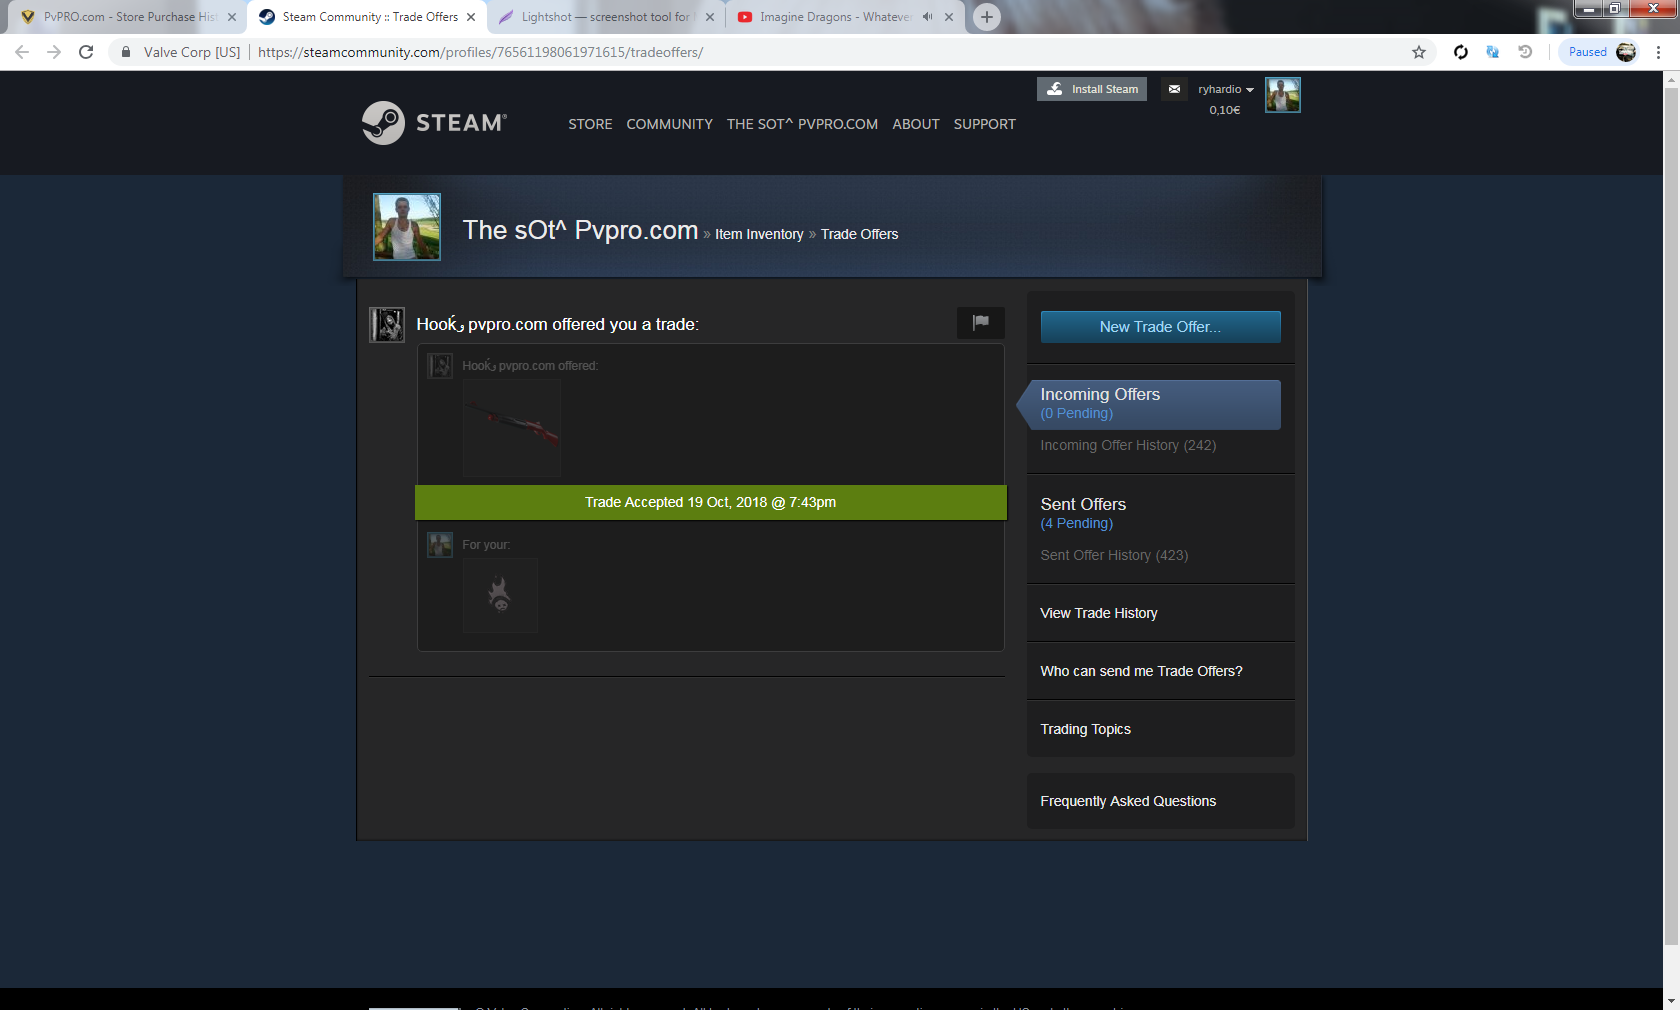 PvPRO.com - Store Purchase Hist
Steam Community :: Trade Offers
Lightshot — screenshot tool for
Imagine Dragons - Whatever
Valve Corp [US]
https://steamcommunity.com/profiles/76561198061971615/tradeoffers/
Paused
Install Steam
ryhardio
0,10€
STEAM®
STORE
COMMUNITY
THE SOT^ PVPRO.COM
ABOUT
SUPPORT
The sOt^ Pvpro.com » Item Inventory » Trade Offers
Hooḱر pvpro.com offered you a trade:
Hooḱر pvpro.com offered:
Trade Accepted 19 Oct, 2018 @ 7:43pm
For your:
New Trade Offer...
Incoming Offers
(0 Pending)
Incoming Offer History (242)
Sent Offers
(4 Pending)
Sent Offer History (423)
View Trade History
Who can send me Trade Offers?
Trading Topics
Frequently Asked Questions